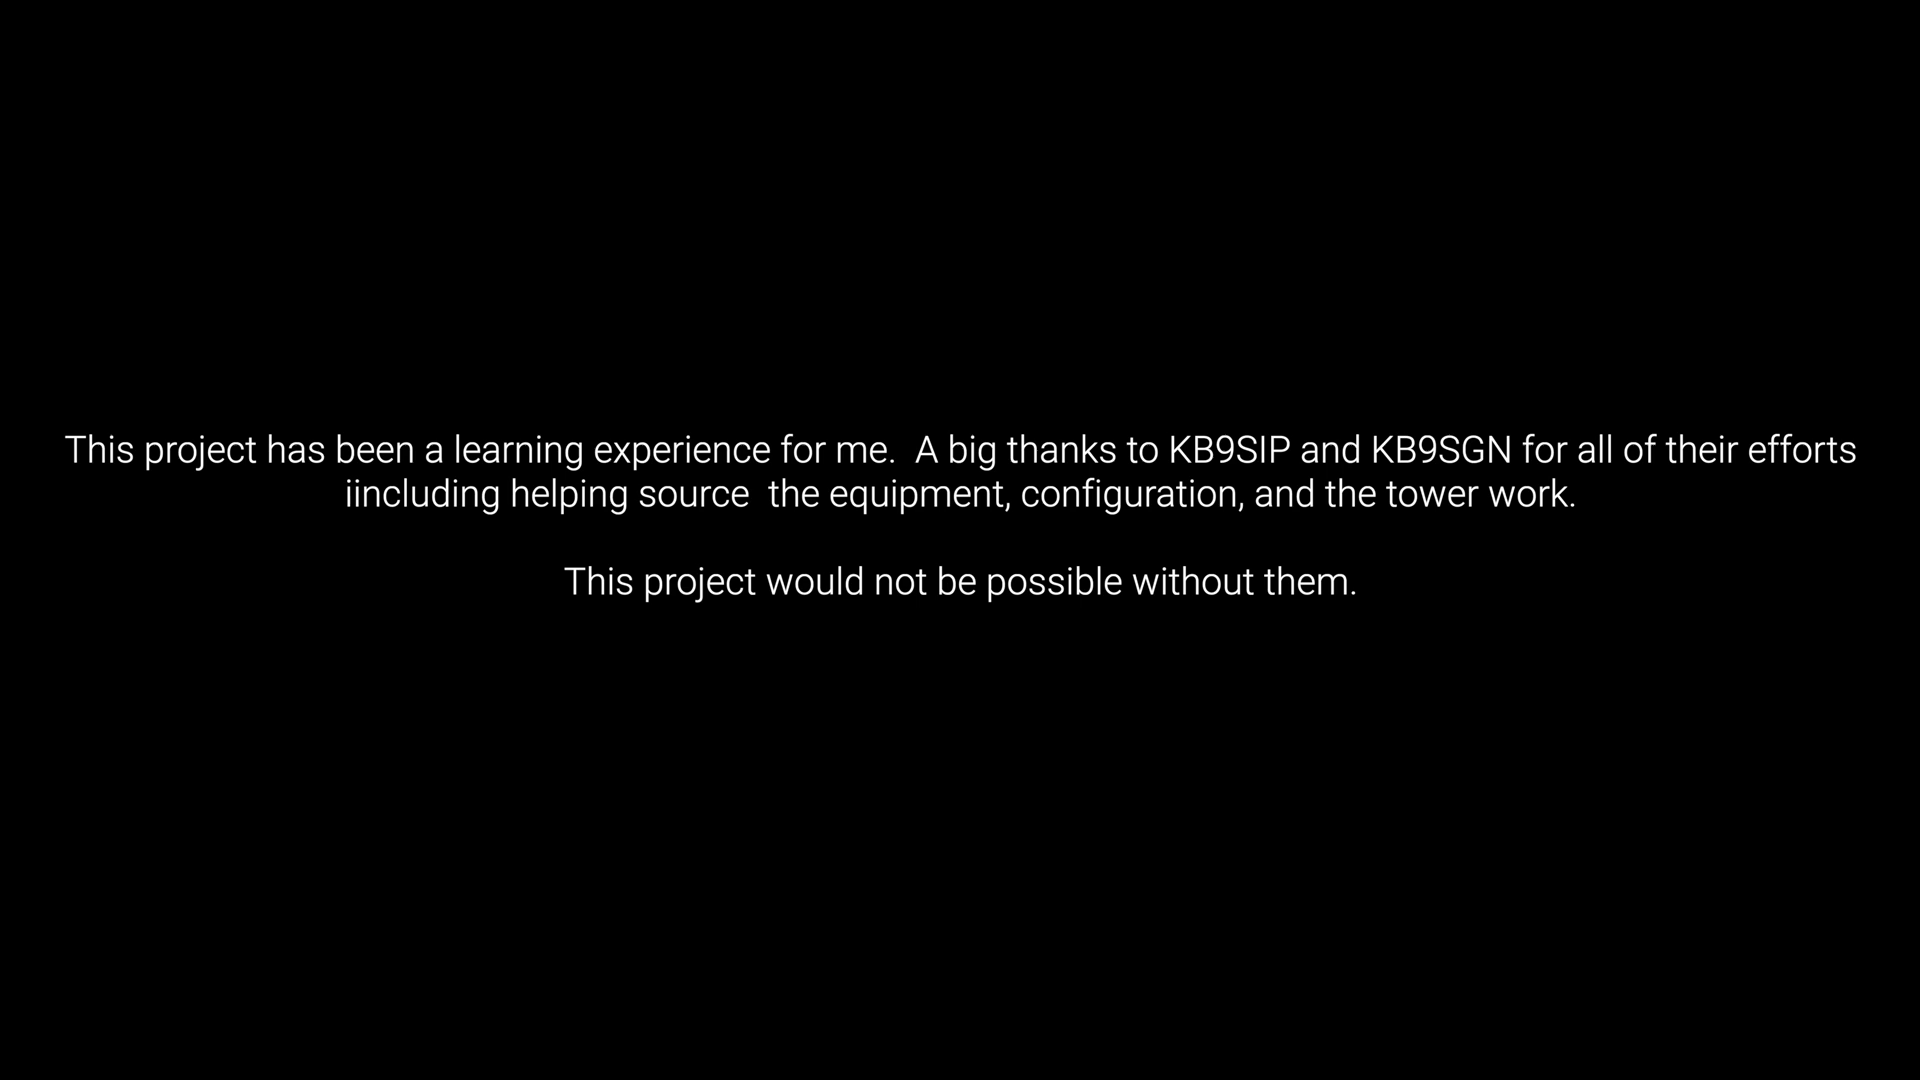 This project has been a learning experience for me.  A big thanks to KB9SIP and KB9SGN for all of their efforts
iincluding helping source  the equipment, configuration, and the tower work.
This project would not be possible without them.